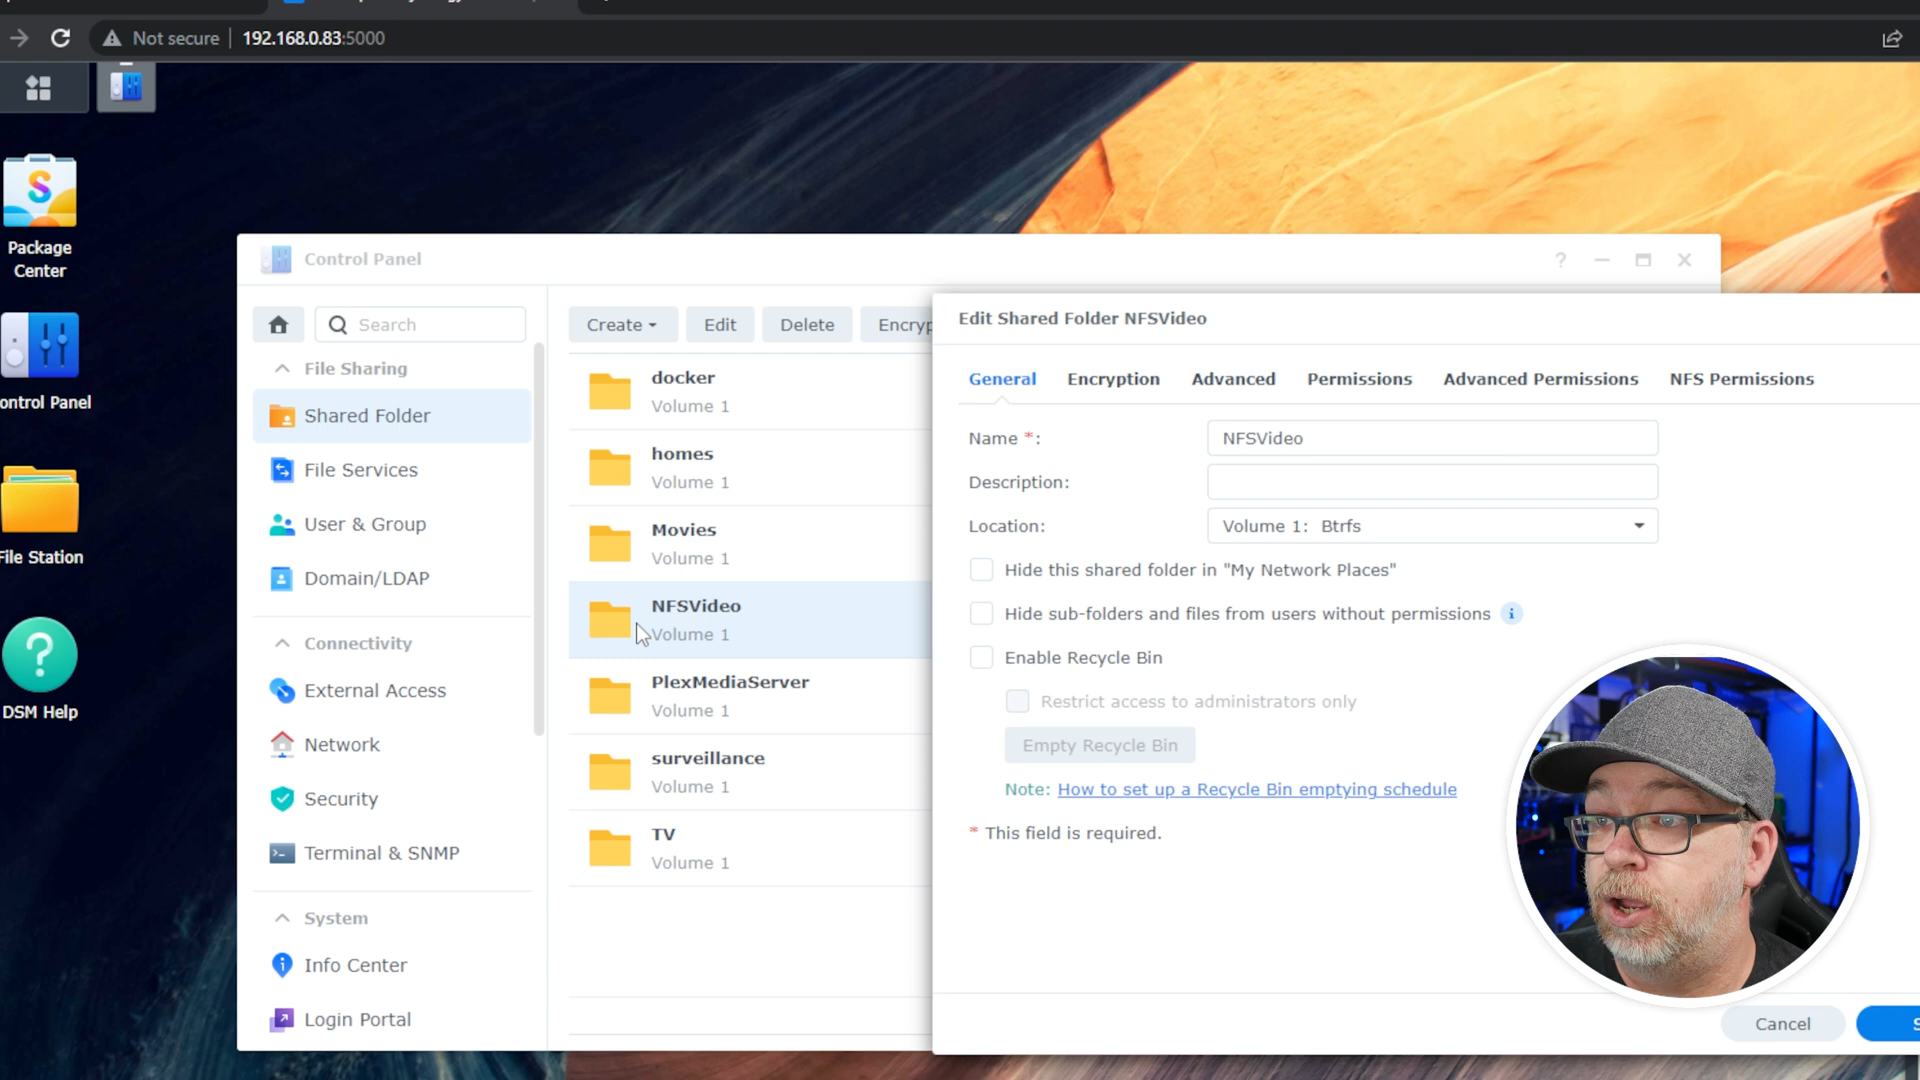 Not secure
192.168.0.83:5000
Package
Center
ontrol Panel
File Station
DSM Help
Control Panel
Search
File Sharing
Shared Folder
File Services
User & Group
Domain/LDAP
Connectivity
External Access
Network
Security
Terminal & SNMP
System
Info Center
Login Portal
Create
Edit
Delete
Encryp
docker
Volume 1
homes
Volume 1
Movies
Volume 1
NFSVideo
Volume 1
PlexMediaServer
Volume 1
surveillance
Volume 1
TV
Volume 1
Edit Shared Folder NFSVideo
General Encryption Advanced Permissions Advanced Permissions NFS Permissions
Name *: NFSVideo
Description:
Location: Volume 1: Btrfs
Hide this shared folder in "My Network Places"
Hide sub-folders and files from users without permissions
Enable Recycle Bin
Restrict access to administrators only
Empty Recycle Bin
Note: How to set up a Recycle Bin emptying schedule
* This field is required.
Cancel